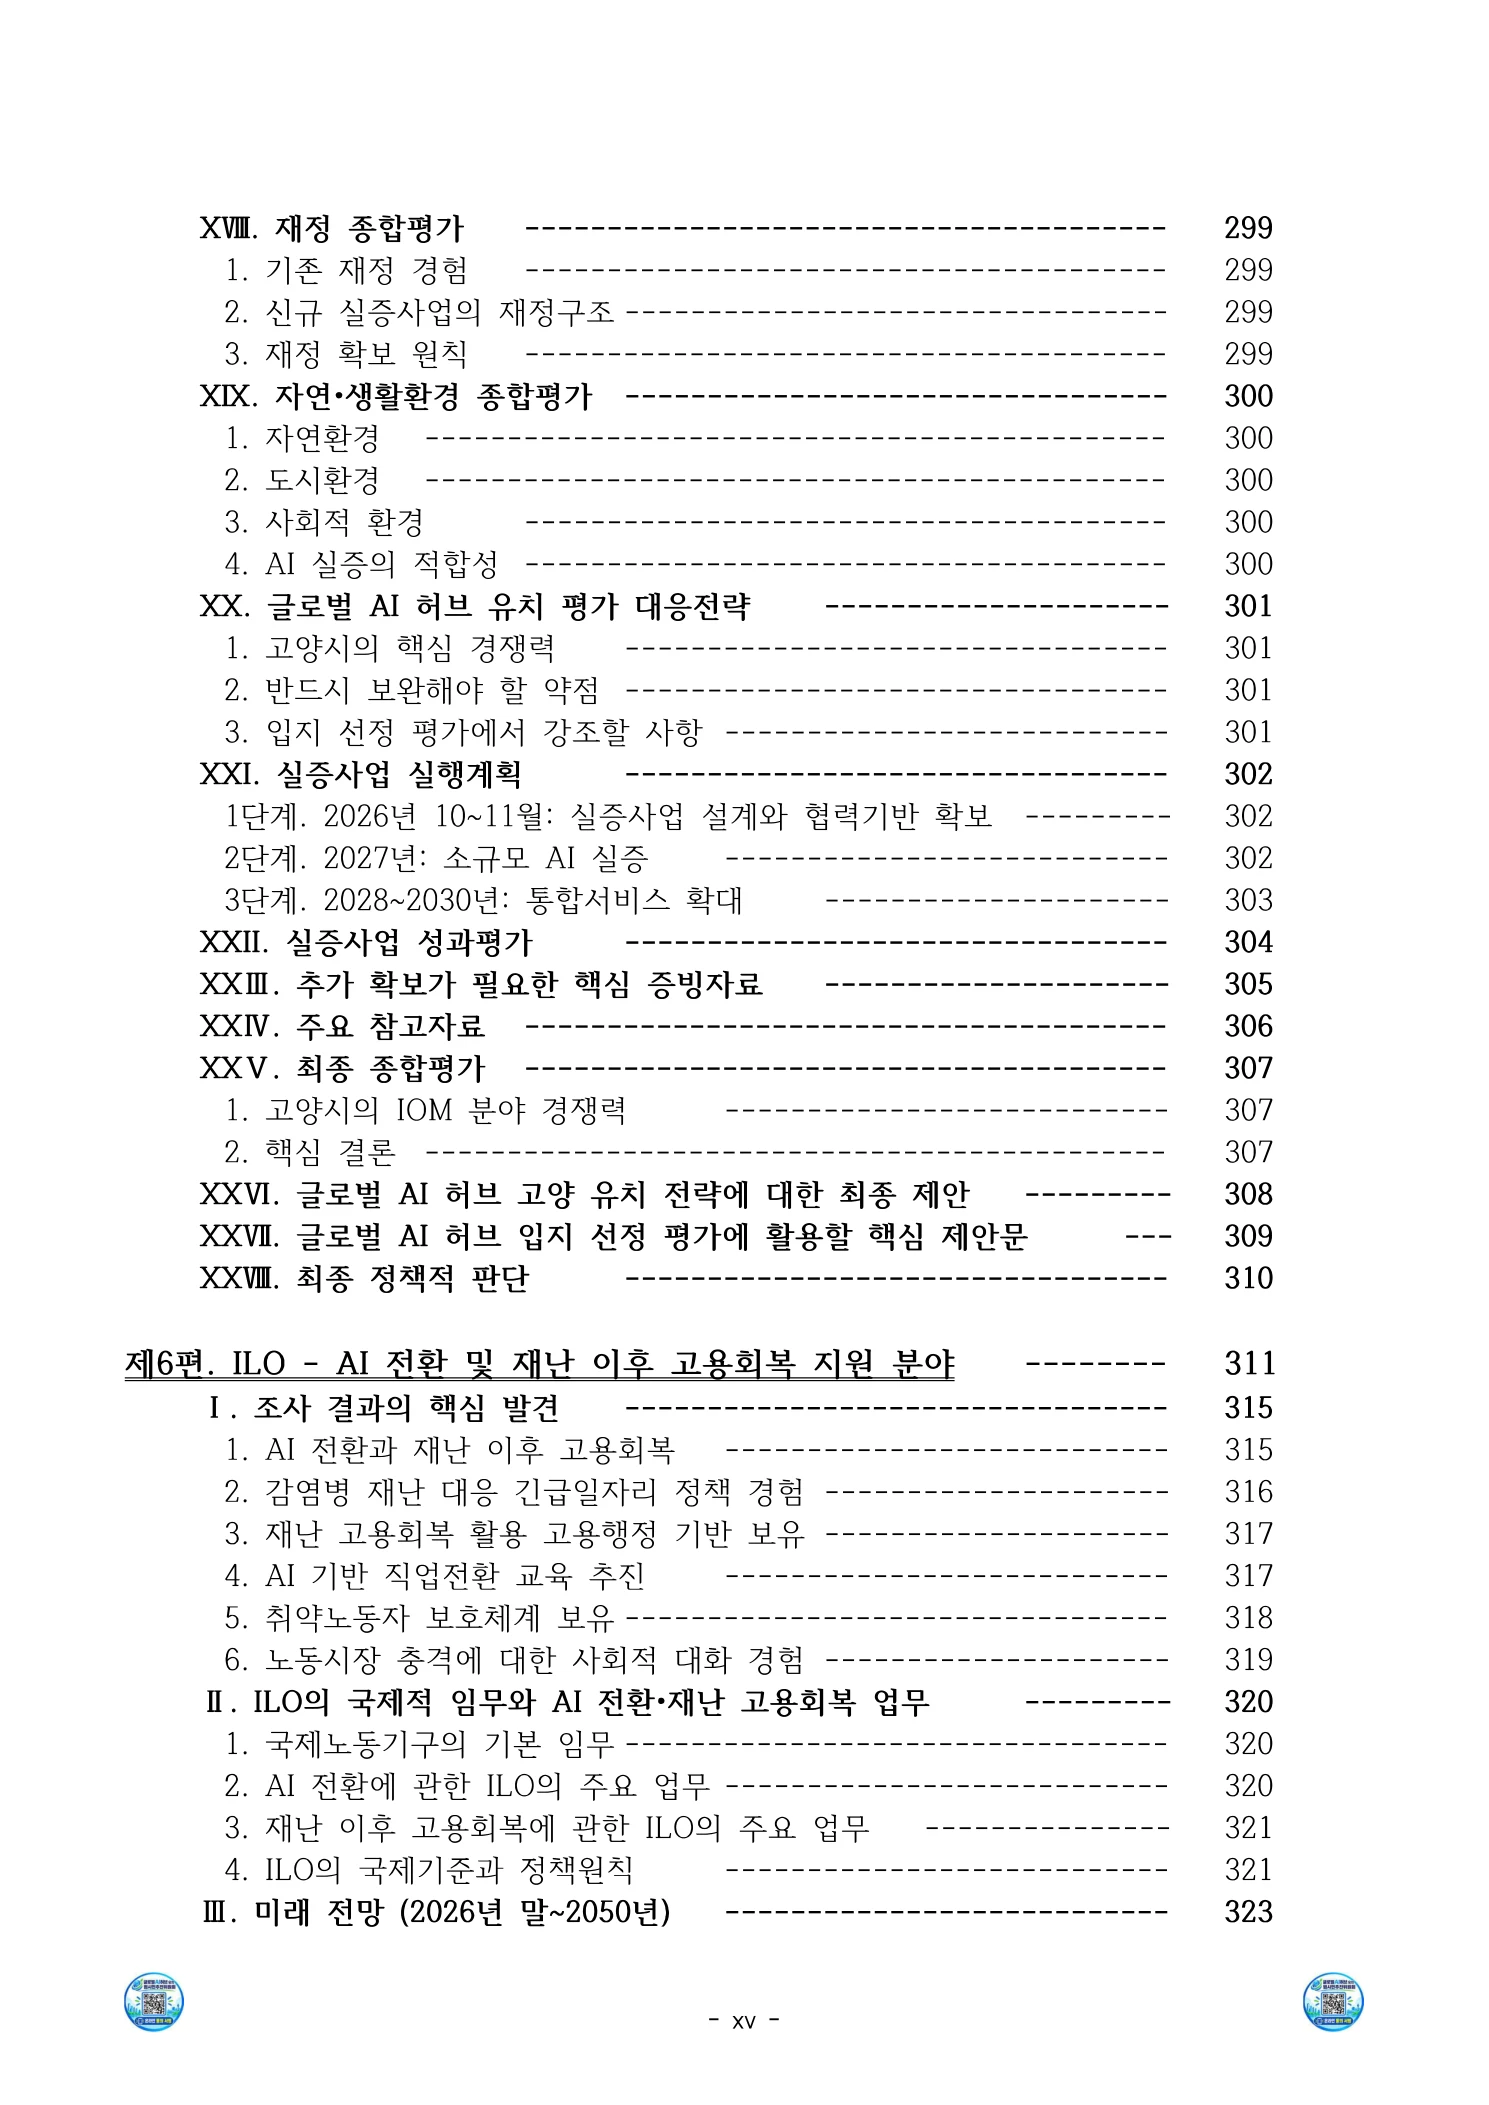 XⅧ. 재정 종합평가 --------------------------------- 299
1. 기존 재정 경험 --------------------------------- 299
2. 신규 실증사업의 재정구조 ---------------------------- 299
3. 재정 확보 원칙 --------------------------------- 299
XⅨ. 자연•생활환경 종합평가 ---------------------------- 300
1. 자연환경 -------------------------------------- 300
2. 도시환경 -------------------------------------- 300
3. 사회적 환경 --------------------------------- 300
4. AI 실증의 적합성 --------------------------------- 300
XX. 글로벌 AI 허브 유치 평가 대응전략 ------------------ 301
1. 고양시의 핵심 경쟁력 ---------------------------- 301
2. 반드시 보완해야 할 약점 ---------------------------- 301
3. 입지 선정 평가에서 강조할 사항 ----------------------- 301
XXI. 실증사업 실행계획 ---------------------------- 302
1단계. 2026년 10~11월: 실증사업 설계와 협력기반 확보 --------- 302
2단계. 2027년: 소규모 AI 실증 ----------------------- 302
3단계. 2028~2030년: 통합서비스 확대 ------------------ 303
XXII. 실증사업 성과평가 ---------------------------- 304
XXⅢ. 추가 확보가 필요한 핵심 증빙자료 ------------------ 305
XXⅣ. 주요 참고자료 --------------------------------- 306
XXⅤ. 최종 종합평가 --------------------------------- 307
1. 고양시의 IOM 분야 경쟁력 ----------------------- 307
2. 핵심 결론 -------------------------------------- 307
XXⅥ. 글로벌 AI 허브 고양 유치 전략에 대한 최종 제안 --------- 308
XXⅦ. 글로벌 AI 허브 입지 선정 평가에 활용할 핵심 제안문 --- 309
XXⅧ. 최종 정책적 판단 ---------------------------- 310
제6편. ILO - AI 전환 및 재난 이후 고용회복 지원 분야 -------- 311
Ⅰ. 조사 결과의 핵심 발견 ---------------------------- 315
1. AI 전환과 재난 이후 고용회복 ----------------------- 315
2. 감염병 재난 대응 긴급일자리 정책 경험 ------------------ 316
3. 재난 고용회복 활용 고용행정 기반 보유 ------------------ 317
4. AI 기반 직업전환 교육 추진 ----------------------- 317
5. 취약노동자 보호체계 보유 ---------------------------- 318
6. 노동시장 충격에 대한 사회적 대화 경험 ------------------ 319
Ⅱ. ILO의 국제적 임무와 AI 전환•재난 고용회복 업무 --------- 320
1. 국제노동기구의 기본 임무 ---------------------------- 320
2. AI 전환에 관한 ILO의 주요 업무 ----------------------- 320
3. 재난 이후 고용회복에 관한 ILO의 주요 업무 ------------- 321
4. ILO의 국제기준과 정책원칙 ----------------------- 321
Ⅲ. 미래 전망 (2026년 말~2050년) ----------------------- 323
- xv -